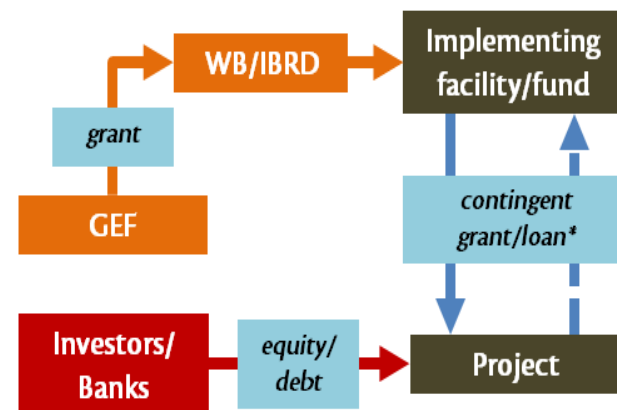 WB/IBRD
Implementing
facility/fund
grant
GEF
contingent
grant/loan*
Investors/
Banks
equity/
debt
Project